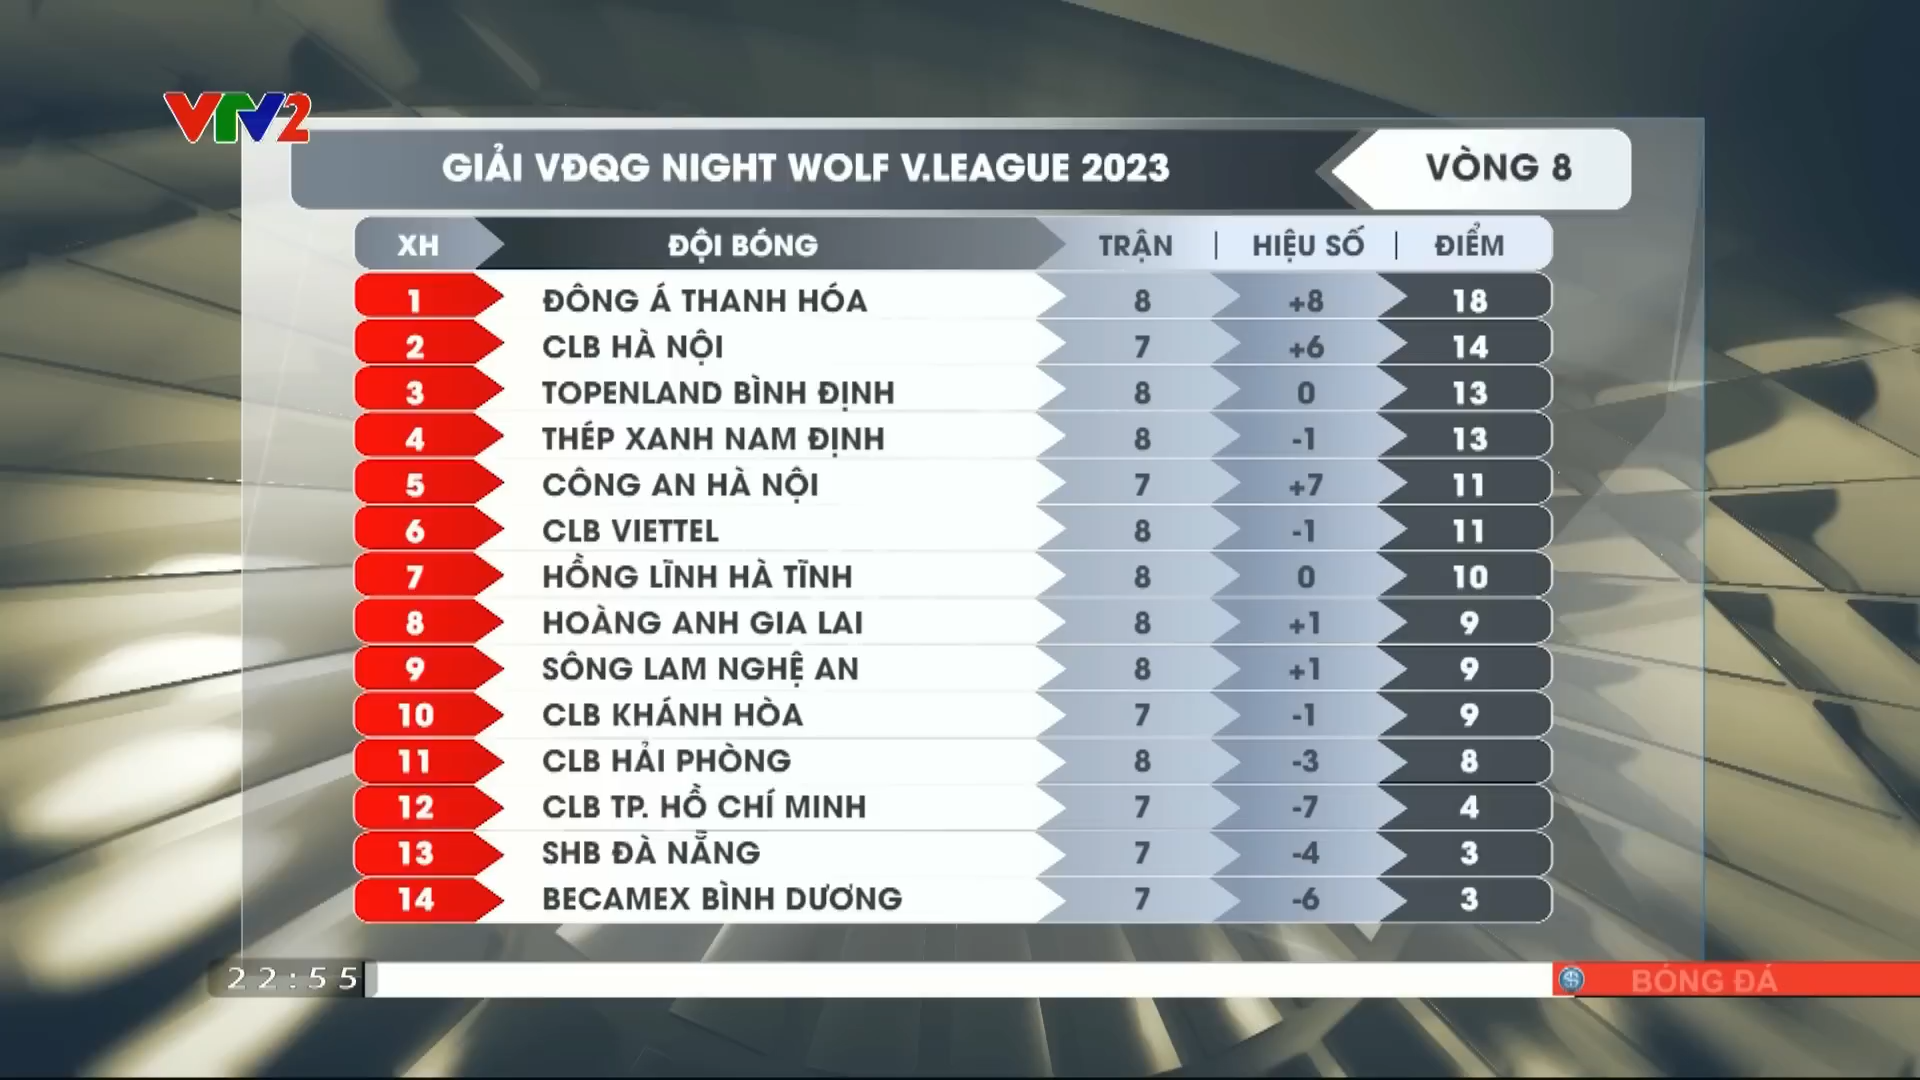 VTV2
GIẢI VĐQG NIGHT WOLF V.LEAGUE 2023 VÒNG 8
XH ĐỘI BÓNG TRẬN | HIỆU SỐ | ĐIỂM
1 ĐÔNG Á THANH HÓA 8 +8 18
2 CLB HÀ NỘI 7 +6 14
3 TOPENLAND BÌNH ĐỊNH 8 0 13
4 THÉP XANH NAM ĐỊNH 8 -1 13
5 CÔNG AN HÀ NỘI 7 +7 11
6 CLB VIETTEL 8 -1 11
7 HỒNG LĨNH HÀ TĨNH 8 0 10
8 HOÀNG ANH GIA LAI 8 +1 9
9 SÔNG LAM NGHỆ AN 8 +1 9
10 CLB KHÁNH HÒA 7 -1 9
11 CLB HẢI PHÒNG 8 -3 8
12 CLB TP. HỒ CHÍ MINH 7 -7 4
13 SHB ĐÀ NẴNG 7 -4 3
14 BECAMEX BÌNH DƯƠNG 7 -6 3
22:55 BÓNG ĐÁ